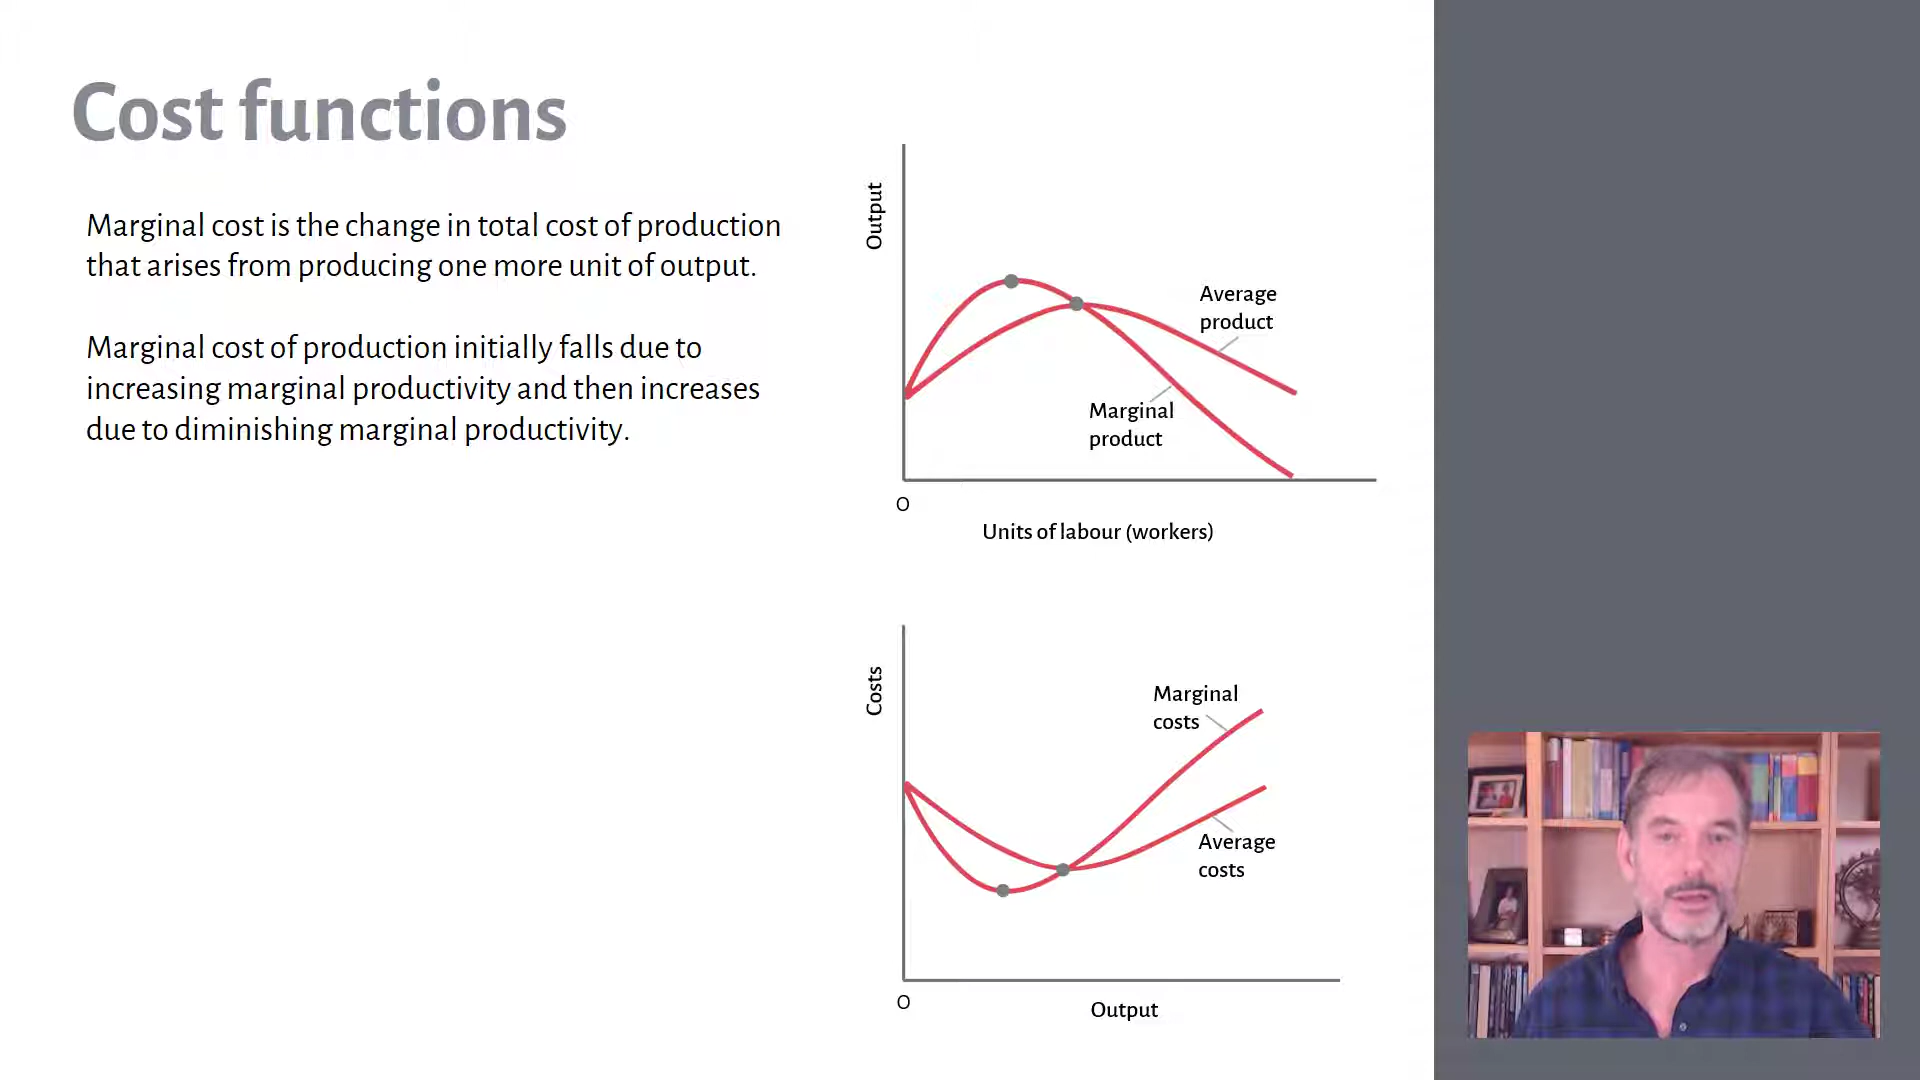 Cost functions
Marginal cost is the change in total cost of production
that arises from producing one more unit of output.
Marginal cost of production initially falls due to
increasing marginal productivity and then increases
due to diminishing marginal productivity.
Output
Average
product
Marginal
product
O
Units of labour (workers)
Costs
Marginal
costs
Average
costs
O
Output